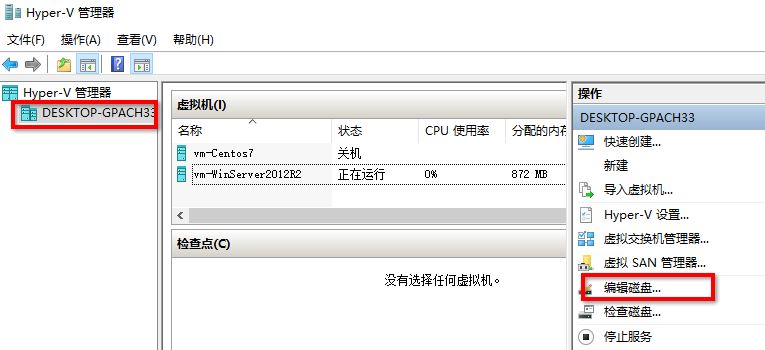 Hyper-V 管理器
文件(F) 操作(A) 查看(V) 帮助(H)
Hyper-V 管理器
DESKTOP-GPACH33
虚拟机(I)
名称 状态 CPU 使用率 分配的内存
vm-Centos7 关机
vm-WinServer2012R2 正在运行 0% 872 MB
检查点(C)
没有选择任何虚拟机。
操作
DESKTOP-GPACH33
快速创建...
新建
导入虚拟机...
Hyper-V 设置...
虚拟交换机管理器...
虚拟 SAN 管理器...
编辑磁盘...
检查磁盘...
停止服务